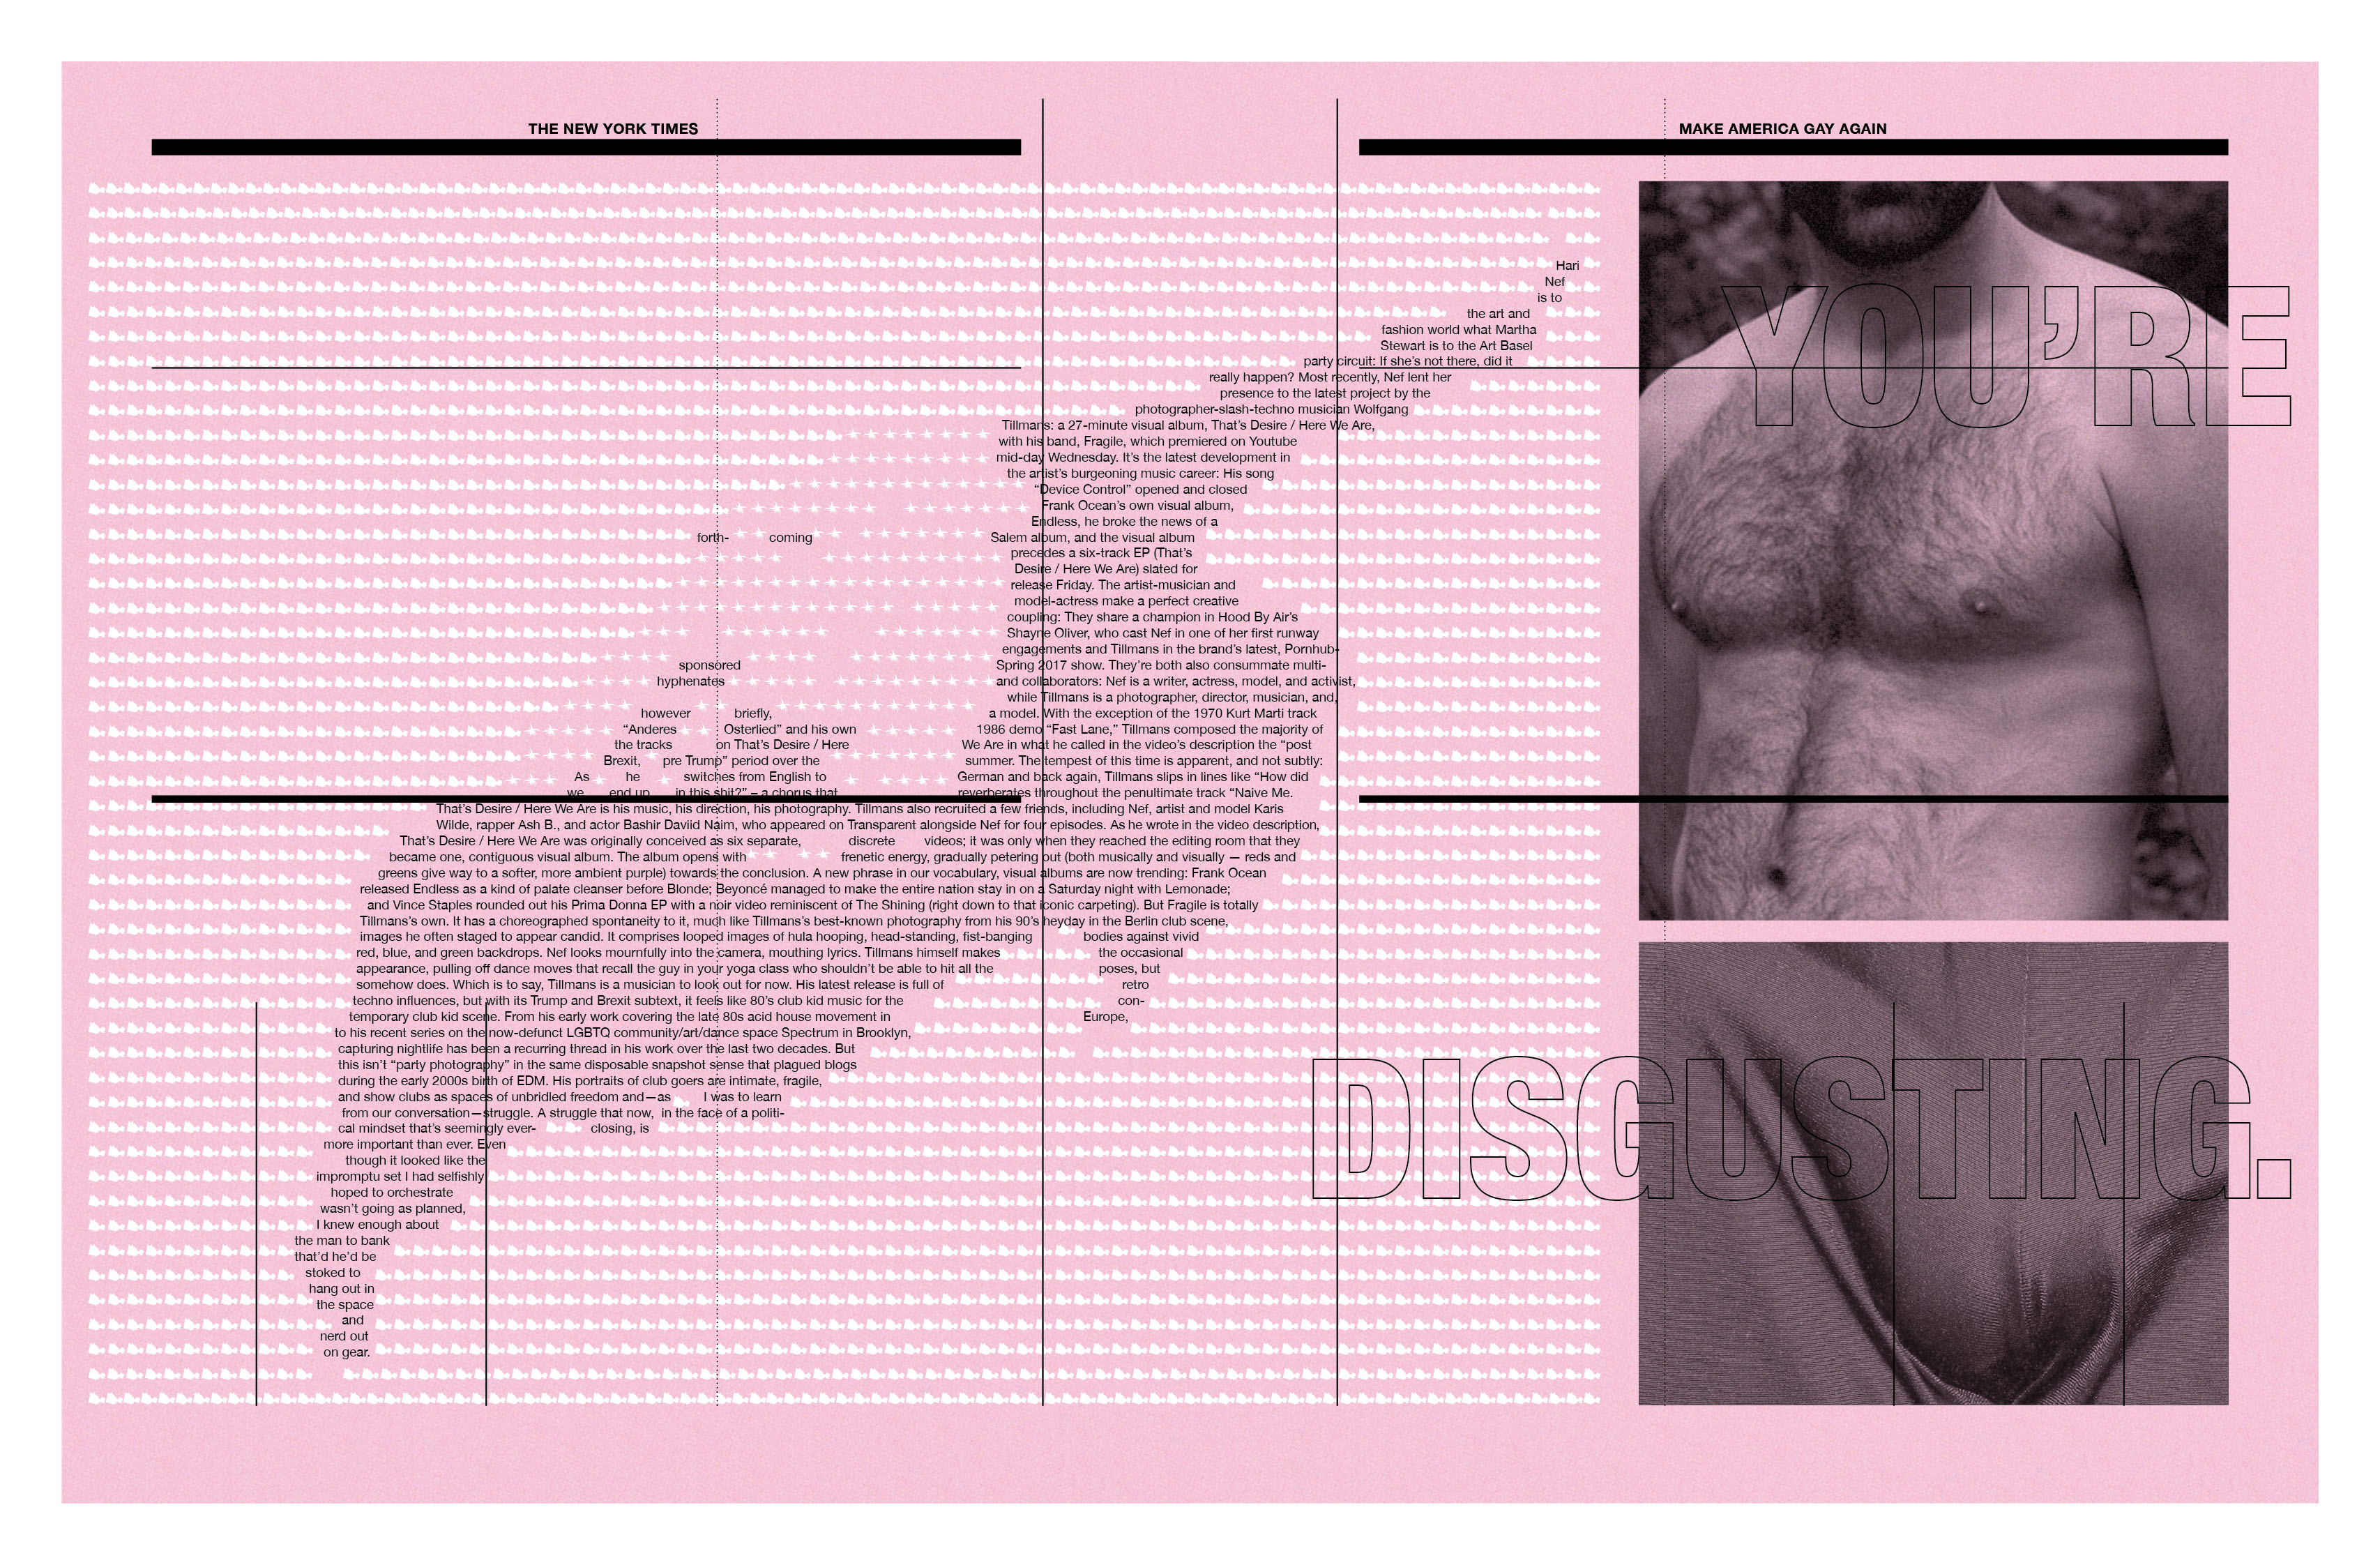 THE NEW YORK TIMES
MAKE AMERICA GAY AGAIN
YOU’RE
Hari
Nef
is to
the art and
fashion world what Martha
Stewart is to the Art Basel
party circuit: If she’s not there, did it
really happen? Most recently, Nef lent her
presence to the latest project by the
photographer-slash-techno musician Wolfgang
Tillmans: a 27-minute visual album, That’s Desire / Here We Are,
with his band, Fragile, which premiered on Youtube
mid-day Wednesday. It’s the latest development in
the artist’s burgeoning music career: His song
“Device Control” opened and closed
Frank Ocean’s own visual album,
Endless, he broke the news of a
forth- coming Salem album, and the visual album
precedes a six-track EP (That’s
Desire / Here We Are) slated for
release Friday. The artist-musician and
model-actress make a perfect creative
coupling: They share a champion in Hood By Air’s
Shayne Oliver, who cast Nef in one of her first runway
engagements and Tillmans in the brand’s latest, Pornhub-
sponsored Spring 2017 show. They’re both also consummate multi-
hyphenates and collaborators: Nef is a writer, actress, model, and activist,
while Tillmans is a photographer, director, musician, and,
however briefly, a model. With the exception of the 1970 Kurt Marti track
“Anderes Osterlied” and his own 1986 demo “Fast Lane,” Tillmans composed the majority of
the tracks on That’s Desire / Here We Are in what he called in the video’s description the “post
Brexit, pre Trump” period over the summer. The tempest of this time is apparent, and not subtly:
As he switches from English to German and back again, Tillmans slips in lines like “How did
we end up in this shit?” – a chorus that reverberates throughout the penultimate track “Naive Me.
That’s Desire / Here We Are is his music, his direction, his photography. Tillmans also recruited a few friends, including Nef, artist and model Karis
Wilde, rapper Ash B., and actor Bashir Daviid Naim, who appeared on Transparent alongside Nef for four episodes. As he wrote in the video description,
That’s Desire / Here We Are was originally conceived as six separate, discrete videos; it was only when they reached the editing room that they
became one, contiguous visual album. The album opens with frenetic energy, gradually petering out (both musically and visually — reds and
greens give way to a softer, more ambient purple) towards the conclusion. A new phrase in our vocabulary, visual albums are now trending: Frank Ocean
released Endless as a kind of palate cleanser before Blonde; Beyoncé managed to make the entire nation stay in on a Saturday night with Lemonade;
and Vince Staples rounded out his Prima Donna EP with a noir video reminiscent of The Shining (right down to that iconic carpeting). But Fragile is totally
Tillmans’s own. It has a choreographed spontaneity to it, much like Tillmans’s best-known photography from his 90’s heyday in the Berlin club scene,
images he often staged to appear candid. It comprises looped images of hula hooping, head-standing, fist-banging bodies against vivid
red, blue, and green backdrops. Nef looks mournfully into the camera, mouthing lyrics. Tillmans himself makes the occasional
appearance, pulling off dance moves that recall the guy in your yoga class who shouldn’t be able to hit all the poses, but
somehow does. Which is to say, Tillmans is a musician to look out for now. His latest release is full of retro
techno influences, but with its Trump and Brexit subtext, it feels like 80’s club kid music for the con-
temporary club kid scene. From his early work covering the late 80s acid house movement in Europe,
to his recent series on the now-defunct LGBTQ community/art/dance space Spectrum in Brooklyn,
capturing nightlife has been a recurring thread in his work over the last two decades. But
this isn’t “party photography” in the same disposable snapshot sense that plagued blogs
during the early 2000s birth of EDM. His portraits of club goers are intimate, fragile,
and show clubs as spaces of unbridled freedom and—as I was to learn
from our conversation—struggle. A struggle that now, in the face of a politi-
cal mindset that’s seemingly ever- closing, is
more important than ever. Even
though it looked like the
impromptu set I had selfishly
hoped to orchestrate
wasn’t going as planned,
I knew enough about
the man to bank
that’d he’d be
stoked to
hang out in
the space
and
nerd out
on gear.
DISGUSTING.